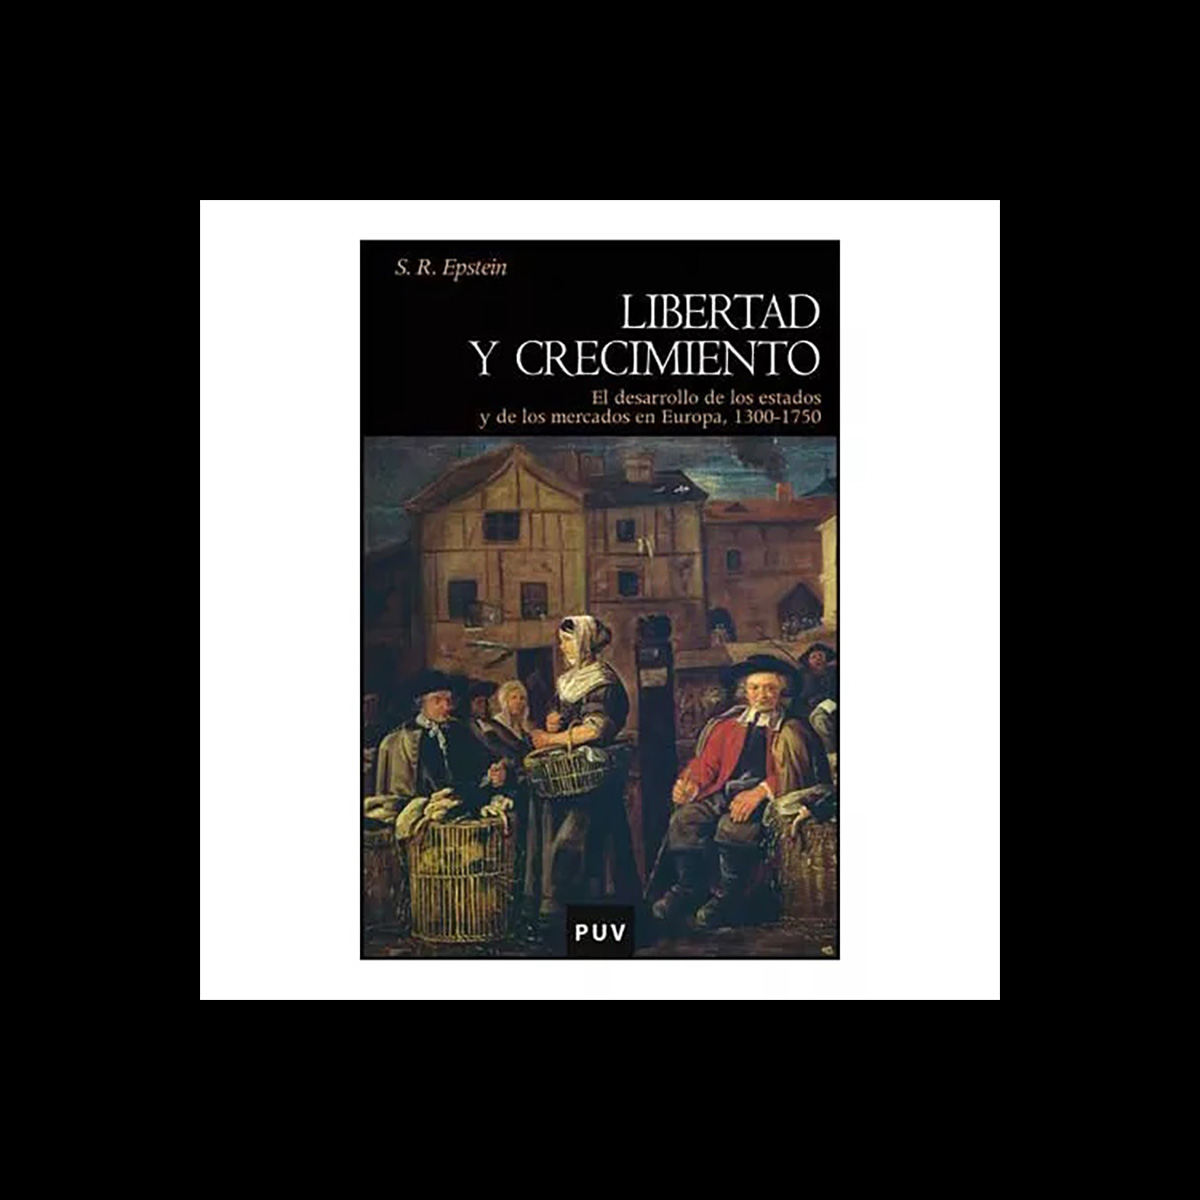 S. R. Epstein
LIBERTAD
Y CRECIMIENTO
El desarrollo de los estados
y de los mercados en Europa, 1300-1750
PUV